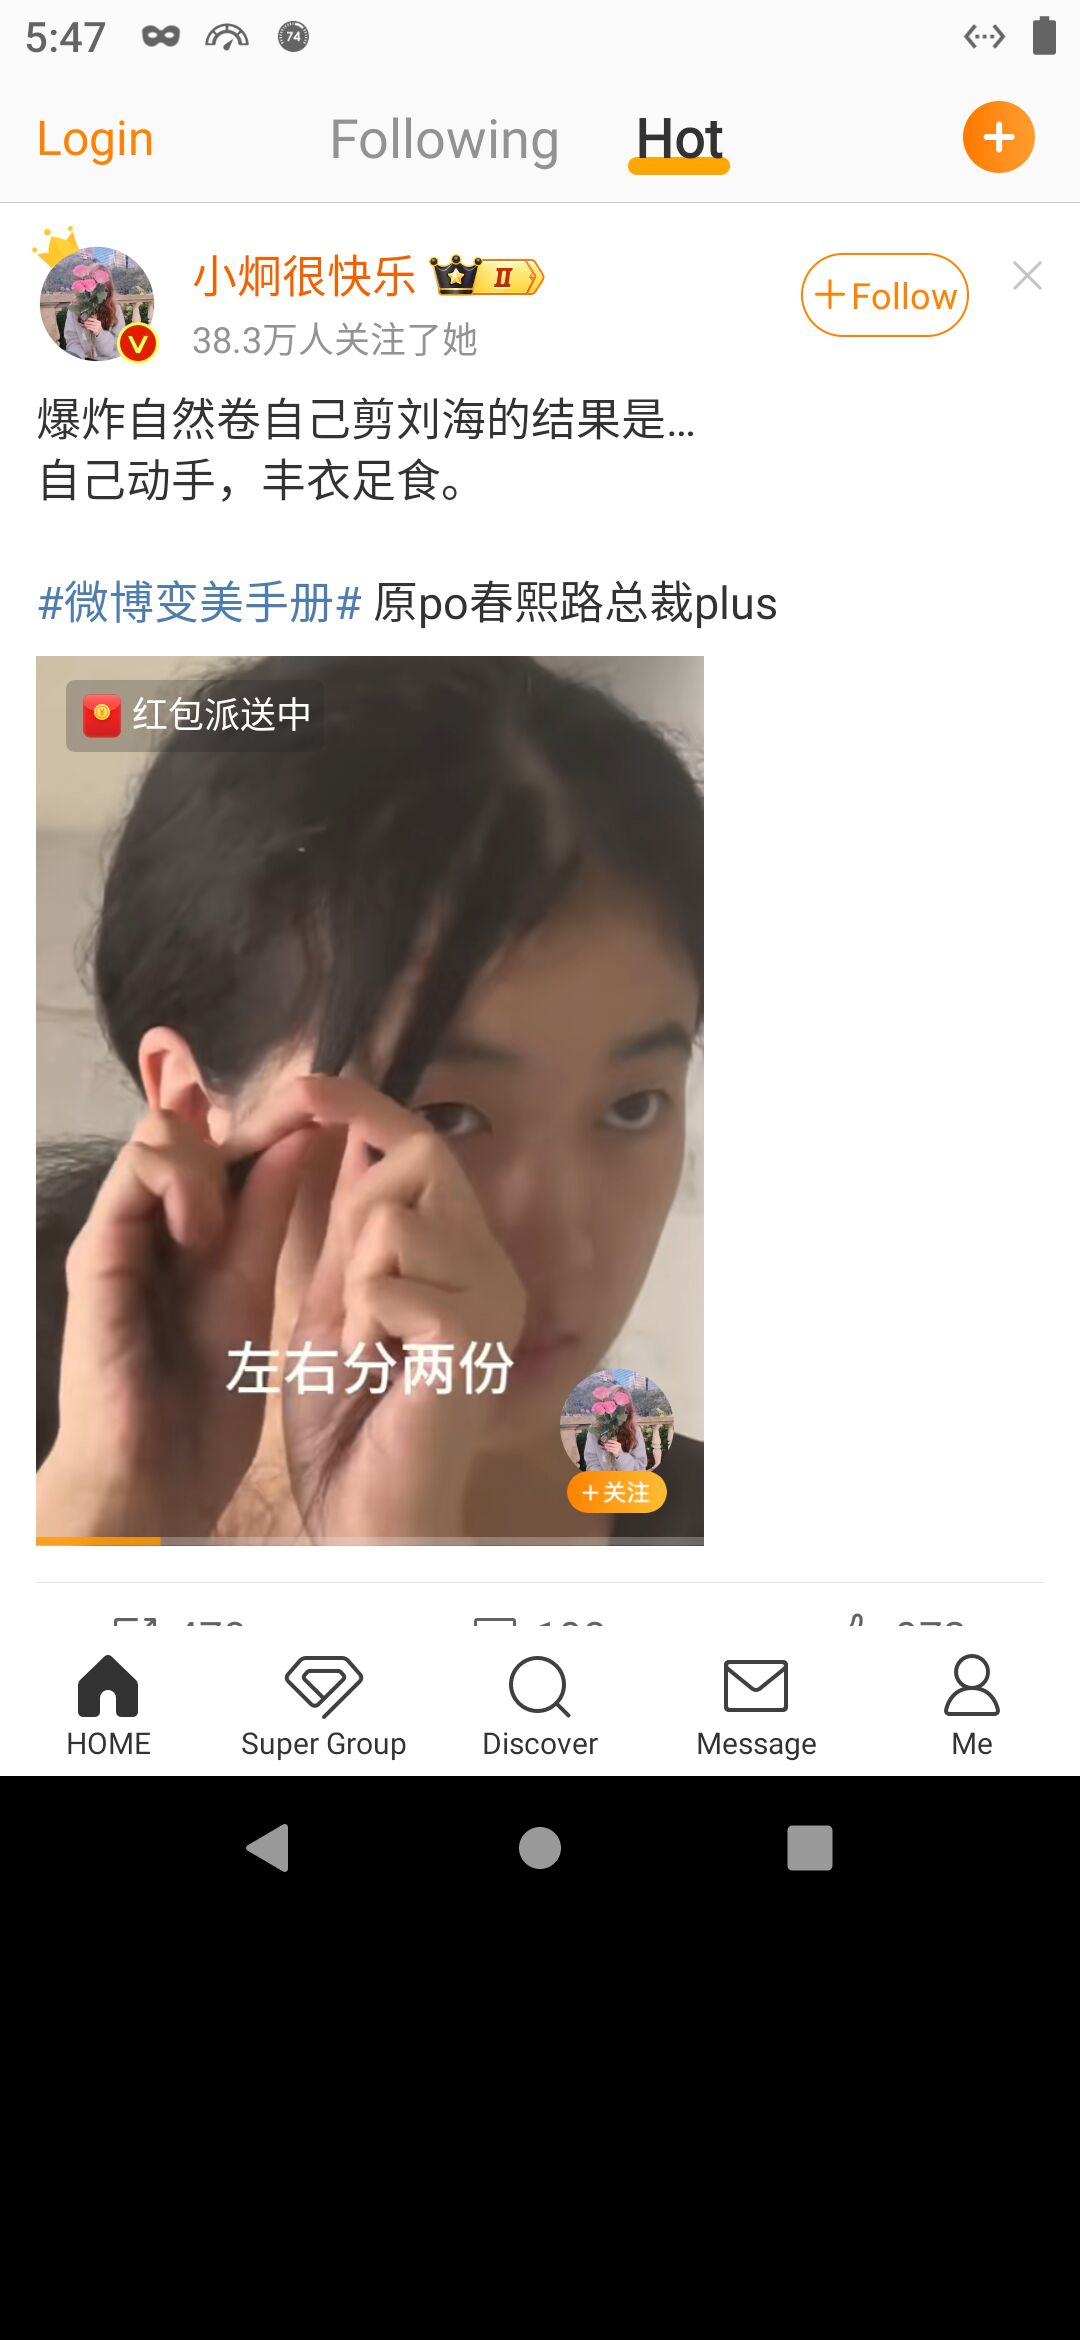 5:47
74
Login
Following
Hot
小炯很快乐
II
+Follow
38.3万人关注了她
爆炸自然卷自己剪刘海的结果是...
自己动手，丰衣足食。
#微博变美手册# 原po春熙路总裁plus
红包派送中
左右分两份
+关注
HOME
Super Group
Discover
Message
Me